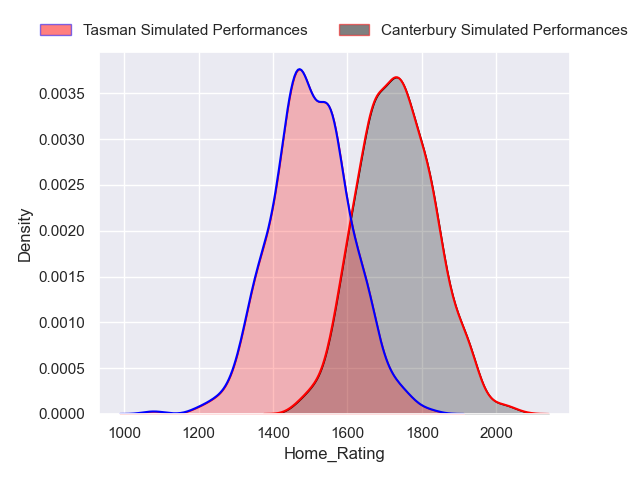 Tasman Simulated Performances
Canterbury Simulated Performances
0.0035
0.0030
0.0025
0.0020
0.0015
0.0010
0.0005
0.0000
Density
1000 1200 1400 1600 1800 2000
Home_Rating